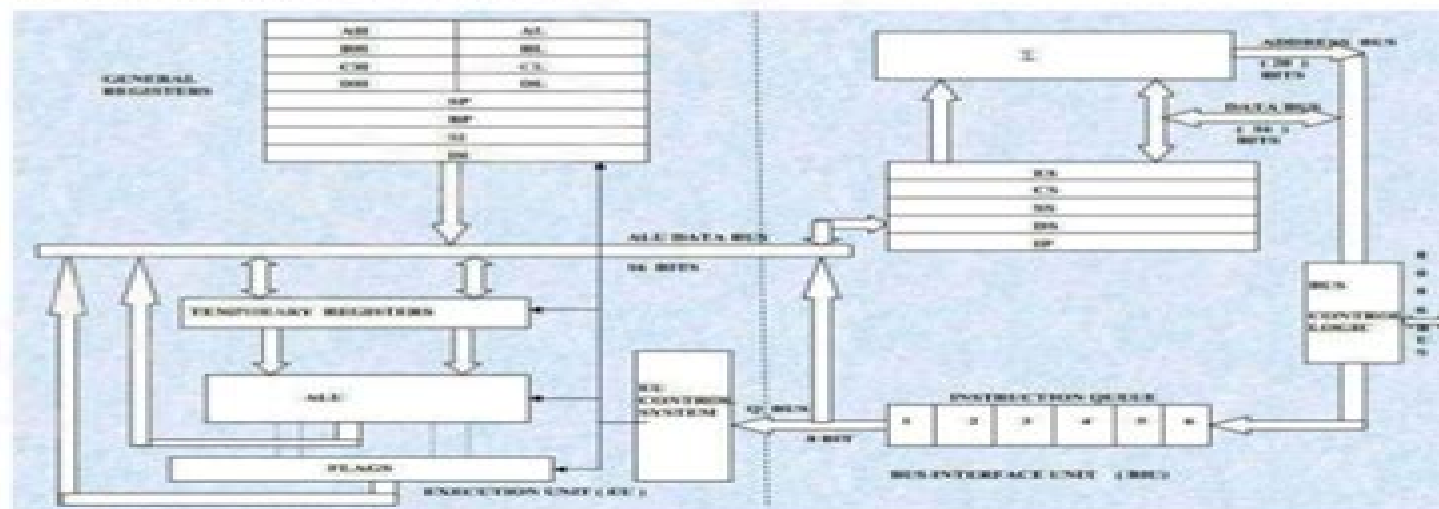 GENERAL
REGISTERS
AH AL
BH BL
CH CL
DH DL
SP
BP
SI
DI
Σ
ADDRESS BUS
( 20 )
BITS
DATA BUS
( 16 )
BITS
ES
CS
SS
DS
IP
ALU DATA BUS
16 BITS
TEMPORARY REGISTERS
ALU
FLAGS
EXECUTION UNIT ( EU )
EU
CONTROL
SYSTEM
Q BUS
8 BIT
INSTRUCTION QUEUE
1 2 3 4 5 6
BUS INTERFACE UNIT ( BIU)
BUS
CONTROL
LOGIC